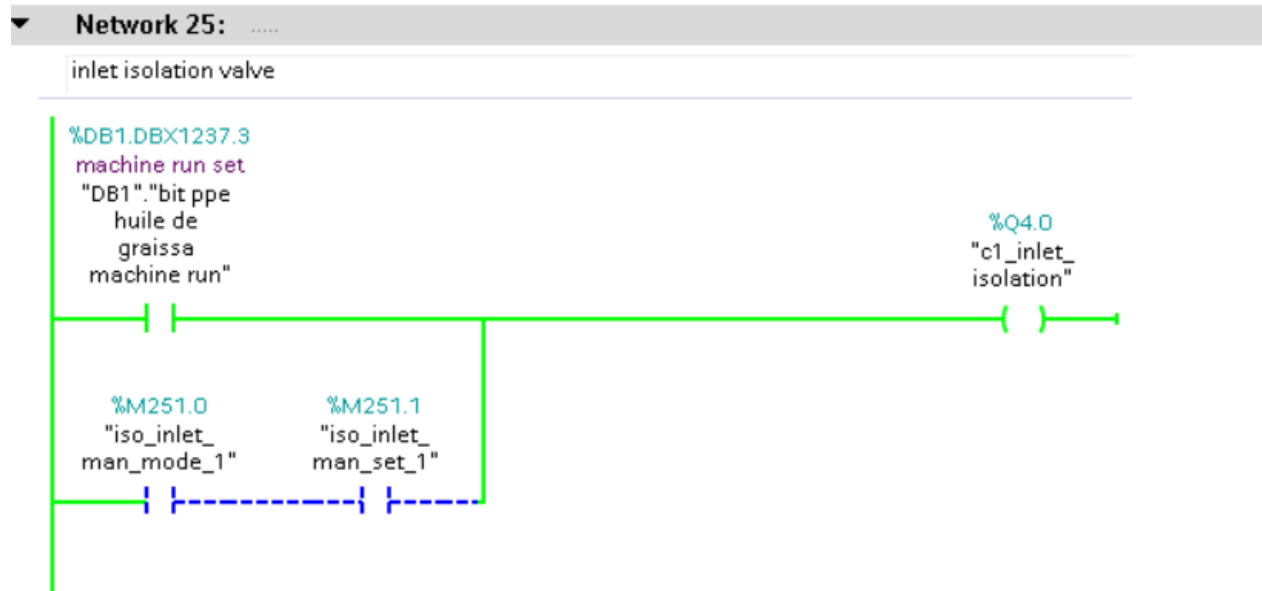 Network 25: .....
inlet isolation valve
%DB1.DBX1237.3
machine run set
"DB1"."bit ppe
huile de
graissa
machine run"
%Q4.0
"c1_inlet_
isolation"
%M251.0
"iso_inlet_
man_mode_1"
%M251.1
"iso_inlet_
man_set_1"